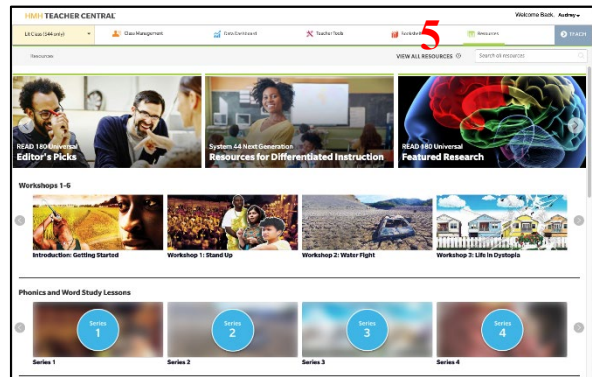 HMH TEACHER CENTRAL
Welcome Back, Audrey
LX Class (S44 only)
Class Management
Data Dashboard
Teacher Tools
Bookshelf
5
Resources
TEACH
Resources
VIEW ALL RESOURCES
Search all resources
READ 180 Universal
Editor's Picks
System 44 Next Generation
Resources for Differentiated Instruction
READ 180 Universal
Featured Research
Workshops 1-6
Introduction: Getting Started
Workshop 1: Stand Up
Workshop 2: Water Fight
Workshop 3: Life in Dystopia
Phonics and Word Study Lessons
Series
1
Series
2
Series
3
Series
4
Series 1
Series 2
Series 3
Series 4